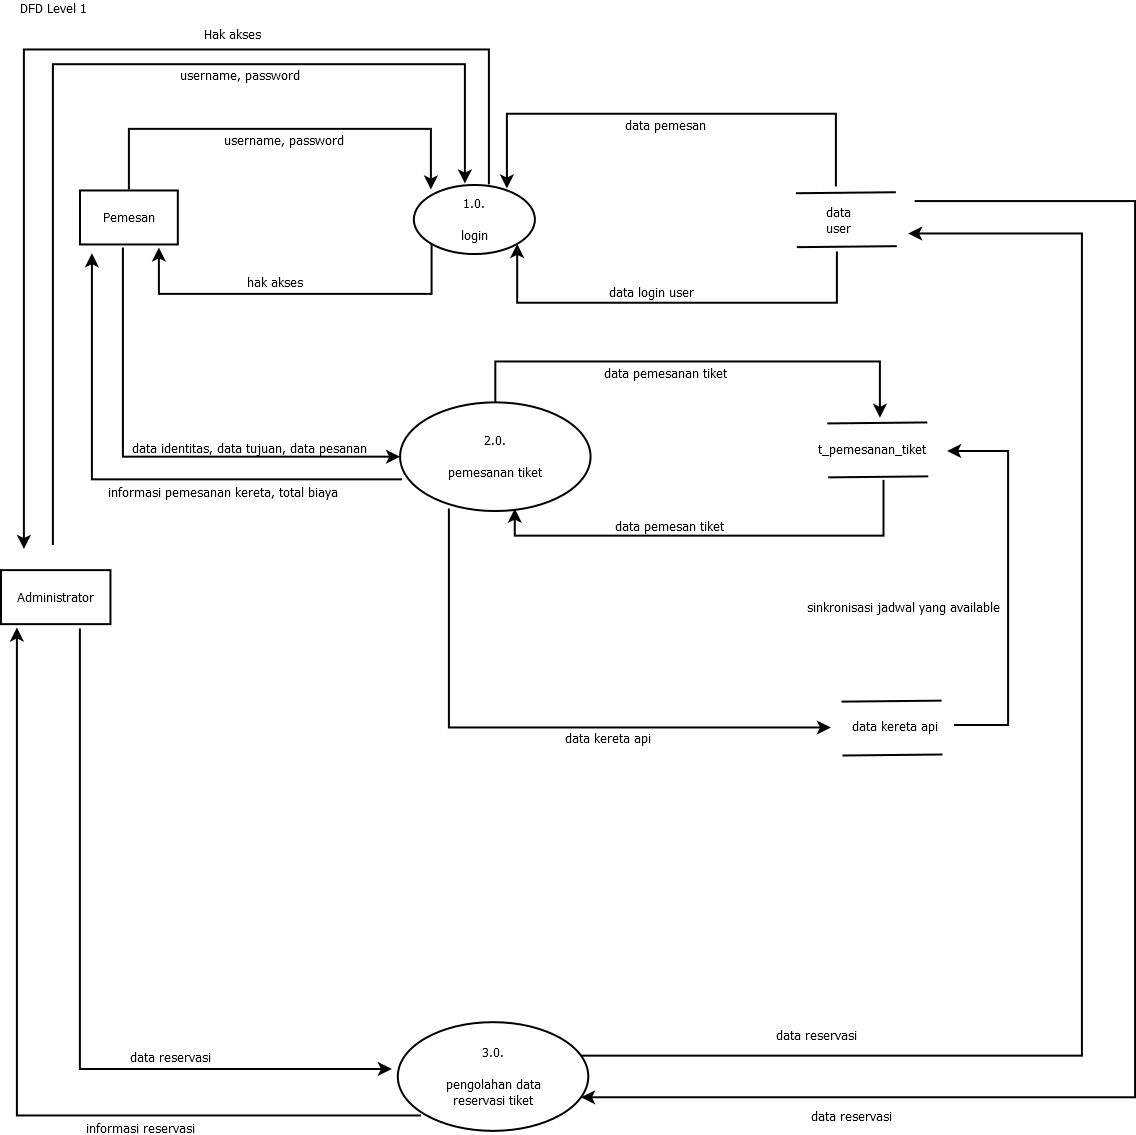 DFD Level 1
Hak akses
username, password
data pemesan
username, password
1.0.
login
Pemesan
data
user
hak akses
data login user
data pemesanan tiket
2.0.
pemesanan tiket
data identitas, data tujuan, data pesanan
t_pemesanan_tiket
informasi pemesanan kereta, total biaya
data pemesan tiket
Administrator
sinkronisasi jadwal yang available
data kereta api
data kereta api
data reservasi
3.0.
pengolahan data
reservasi tiket
data reservasi
data reservasi
informasi reservasi